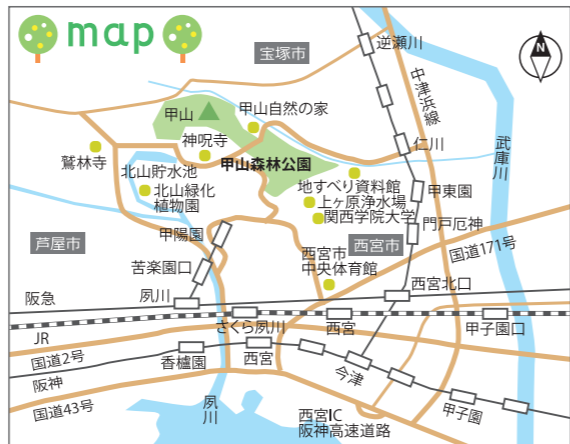 map
N
宝塚市
逆瀬川
中津浜線
甲山
甲山自然の家
仁川
武庫川
鷲林寺
神呪寺
甲山森林公園
北山貯水池
北山緑化
植物園
地すべり資料館
上ヶ原浄水場
関西学院大学
甲東園
門戸厄神
芦屋市
甲陽園
西宮市
国道171号
苦楽園口
西宮市
中央体育館
阪急
夙川
西宮北口
さくら夙川
西宮
甲子園口
JR
国道2号
香櫨園
西宮
今津
阪神
国道43号
夙川
甲子園
西宮IC
阪神高速道路